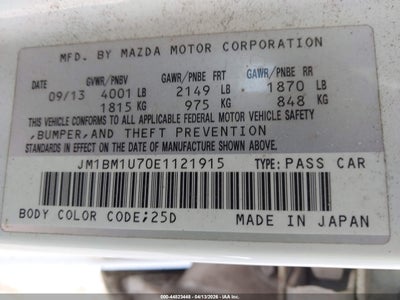 MFD. BY MAZDA MOTOR CORPORATION
DATE GVWR/PNBV GAWR/PNBE FRT GAWR/PNBE RR
09/13 4001 LB 2149 LB 1870 LB
1815 KG 975 KG 848 KG
THIS VEHICLE CONFORMS TO ALL APPLICABLE FEDERAL MOTOR VEHICLE SAFETY
,BUMPER,AND THEFT PREVENTION
STANDARDS IN EFFECT ON THE DATE OF MANUFACTURE SHOWN ABOVE.
JM1BM1U70E1121915 TYPE: PASS CAR
BODY COLOR CODE;25D MADE IN JAPAN
000-44823448 - 04/13/2026 - IAA Inc.